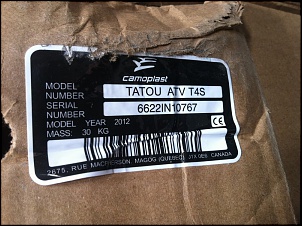 camoplast
MODEL NUMBER TATOU ATV T4S
SERIAL NUMBER 6622IN10767
MODEL YEAR 2012
MASS: 30 KG CE
2675, RUE MACPHERSON, MAGOG (QUEBEC) J1X 0E6 CANADA